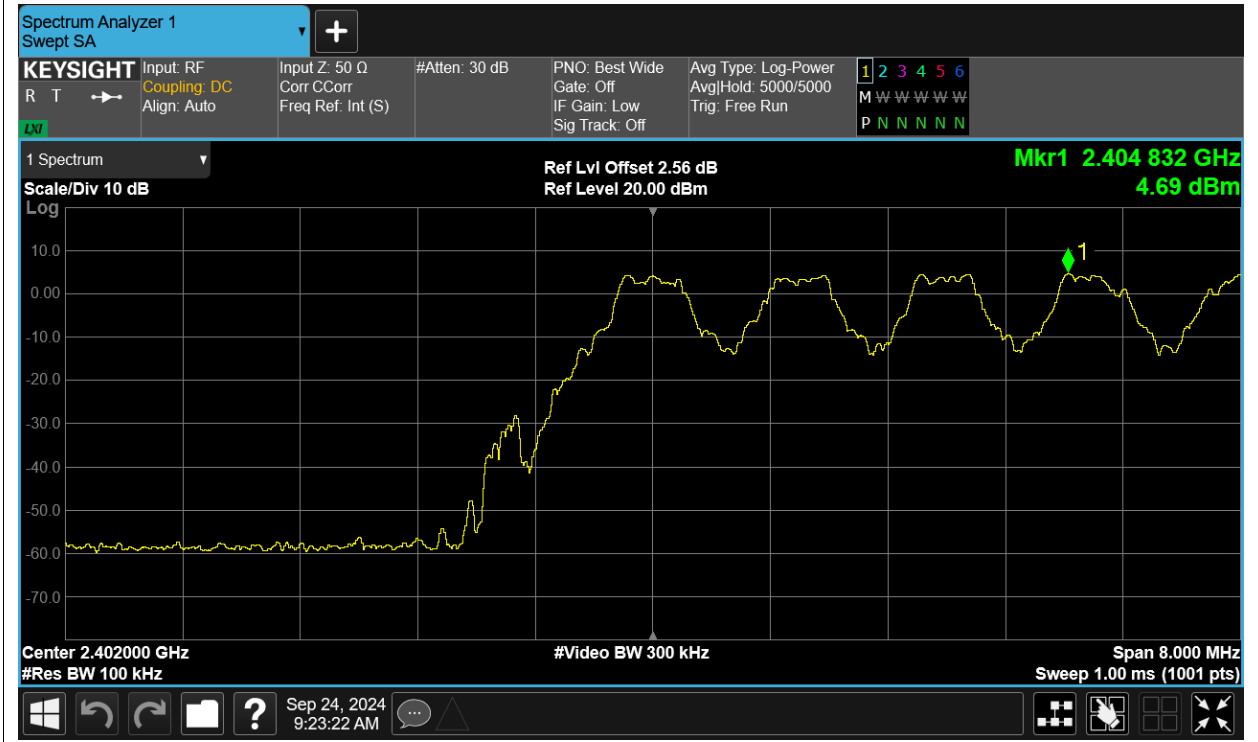 Spectrum Analyzer 1
Swept SA
KEYSIGHT
R T
LXI
Input: RF
Coupling: DC
Align: Auto
Input Z: 50 Ω
Corr CCorr
Freq Ref: Int (S)
#Atten: 30 dB
PNO: Best Wide
Gate: Off
IF Gain: Low
Sig Track: Off
Avg Type: Log-Power
Avg|Hold: 5000/5000
Trig: Free Run
1 2 3 4 5 6
M W W W W W
P N N N N N
1 Spectrum
Scale/Div 10 dB
Log
Ref Lvl Offset 2.56 dB
Ref Level 20.00 dBm
Mkr1 2.404 832 GHz
4.69 dBm
1
10.0
0.00
-10.0
-20.0
-30.0
-40.0
-50.0
-60.0
-70.0
Center 2.402000 GHz
#Video BW 300 kHz
Span 8.000 MHz
#Res BW 100 kHz
Sweep 1.00 ms (1001 pts)
?
Sep 24, 2024
9:23:22 AM